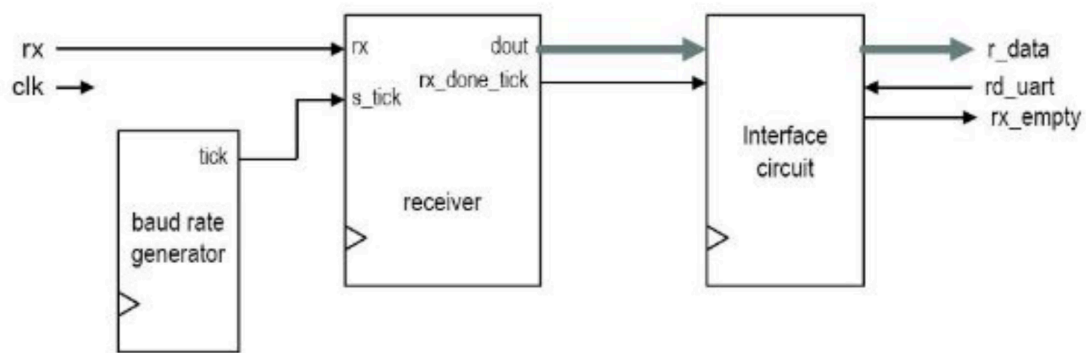 rx
clk
rx
dout
rx_done_tick
s_tick
receiver
tick
baud rate
generator
Interface
circuit
r_data
rd_uart
rx_empty